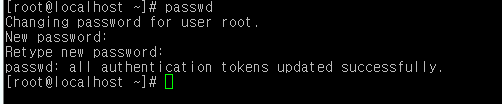 [root@localhost ~]# passwd
Changing password for user root.
New password:
Retype new password:
passwd: all authentication tokens updated successfully.
[root@localhost ~]#